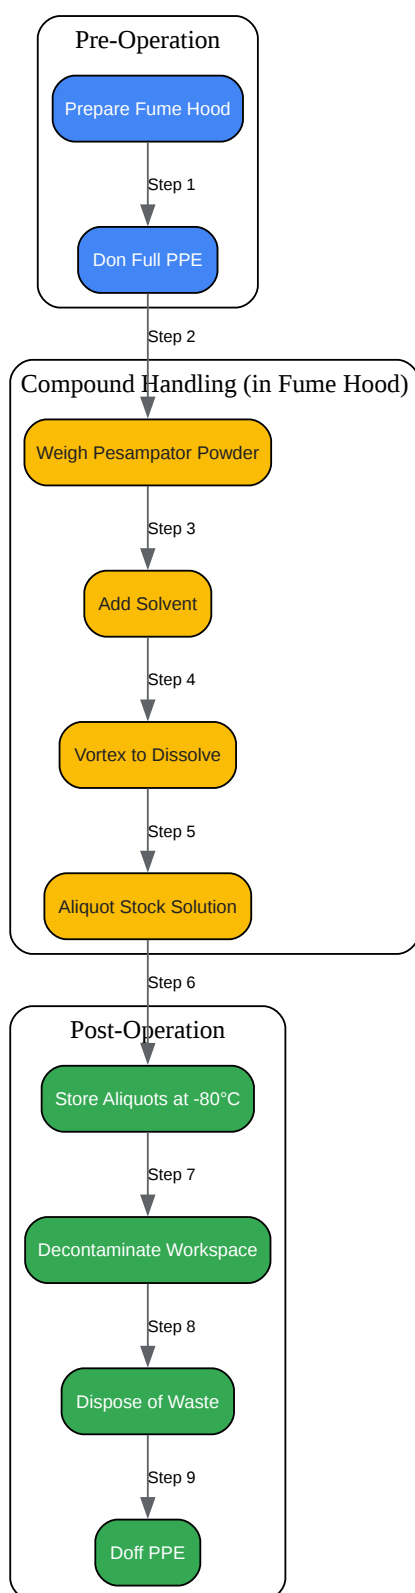 Pre-Operation
Prepare Fume Hood
Step 1
Don Full PPE
Step 2
Compound Handling (in Fume Hood)
Weigh Pesampator Powder
Step 3
Add Solvent
Step 4
Vortex to Dissolve
Step 5
Aliquot Stock Solution
Step 6
Post-Operation
Store Aliquots at -80°C
Step 7
Decontaminate Workspace
Step 8
Dispose of Waste
Step 9
Doff PPE